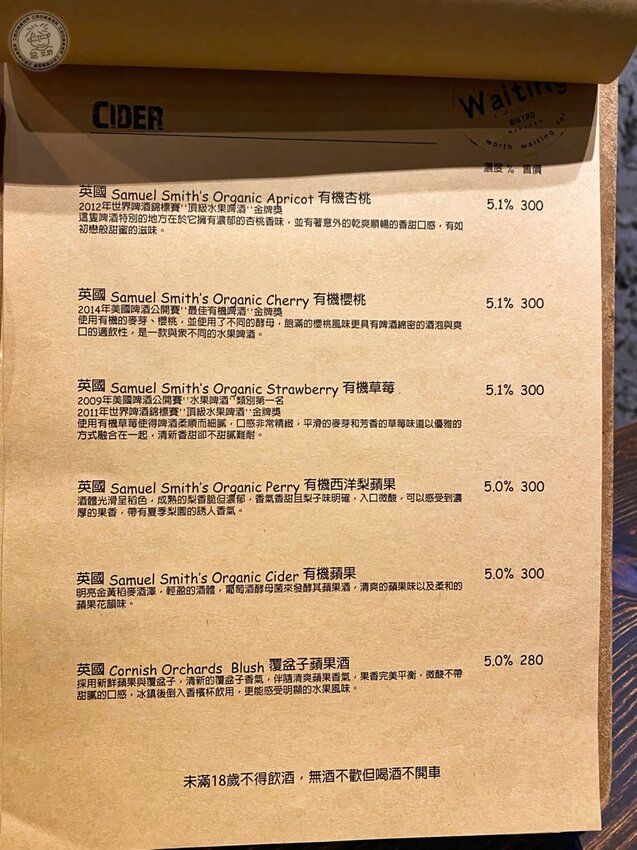 CIDER
Waiting
BISTRO
worth waiting for
濃度% 售價
英國 Samuel Smith's Organic Apricot 有機杏桃 5.1% 300
2012年世界啤酒錦標賽"頂級水果啤酒"金牌獎
這隻啤酒特別的地方在於它擁有濃郁的杏桃香味，並有著意外的乾爽順暢的香甜口感，有如
初戀般甜蜜的滋味。
英國 Samuel Smith's Organic Cherry 有機櫻桃 5.1% 300
2014年美國啤酒公開賽"最佳有機啤酒"金牌獎
使用有機的麥芽、櫻桃，並使用了不同的酵母，飽滿的櫻桃風味更具有啤酒綿密的酒泡與爽
口的適飲性，是一款與眾不同的水果啤酒。
英國 Samuel Smith's Organic Strawberry 有機草莓 5.1% 300
2009年美國啤酒公開賽"水果啤酒"類別第一名
2011年世界啤酒錦標賽"頂級水果啤酒"金牌獎
使用有機草莓使得啤酒柔順而細膩，口感非常精緻，平滑的麥芽和芳香的草莓味道以優雅的
方式融合在一起，清新香甜卻不甜膩難耐。
英國 Samuel Smith's Organic Perry 有機西洋梨蘋果 5.0% 300
酒體光滑呈稻色，成熟的梨香脆但濃郁，香氣香甜且梨子味明確，入口微酸，可以感受到濃
厚的果香，帶有夏季梨園的誘人香氣。
英國 Samuel Smith's Organic Cider 有機蘋果 5.0% 300
明亮金黃稻麥酒澤，輕盈的酒體，葡萄酒酵母菌來發酵其蘋果酒，清爽的蘋果味以及柔和的
蘋果花韻味。
英國 Cornish Orchards Blush 覆盆子蘋果酒 5.0% 280
採用新鮮蘋果與覆盆子，清新的覆盆子香氣，伴隨清爽蘋果香氣，果香完美平衡，微酸不帶
甜膩的口感，冰鎮後倒入香檳杯飲用，更能感受明顯的水果風味。
未滿18歲不得飲酒，無酒不歡但喝酒不開車